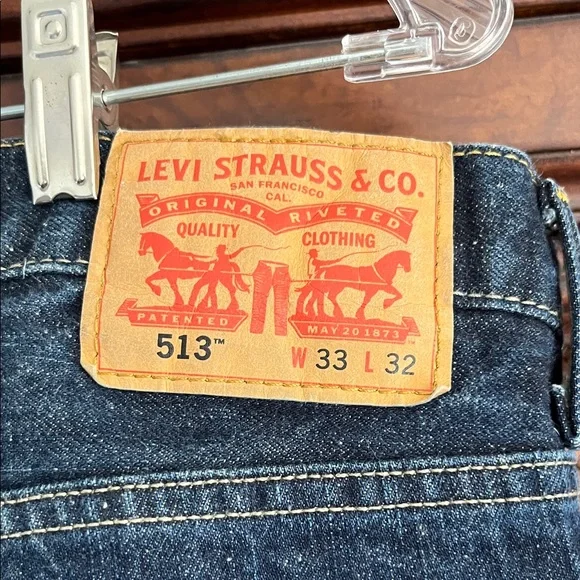 LEVI STRAUSS & CO.
SAN FRANCISCO
CAL.
ORIGINAL RIVETED
QUALITY CLOTHING
PATENTED MAY 20 1873
513™ W 33 L 32